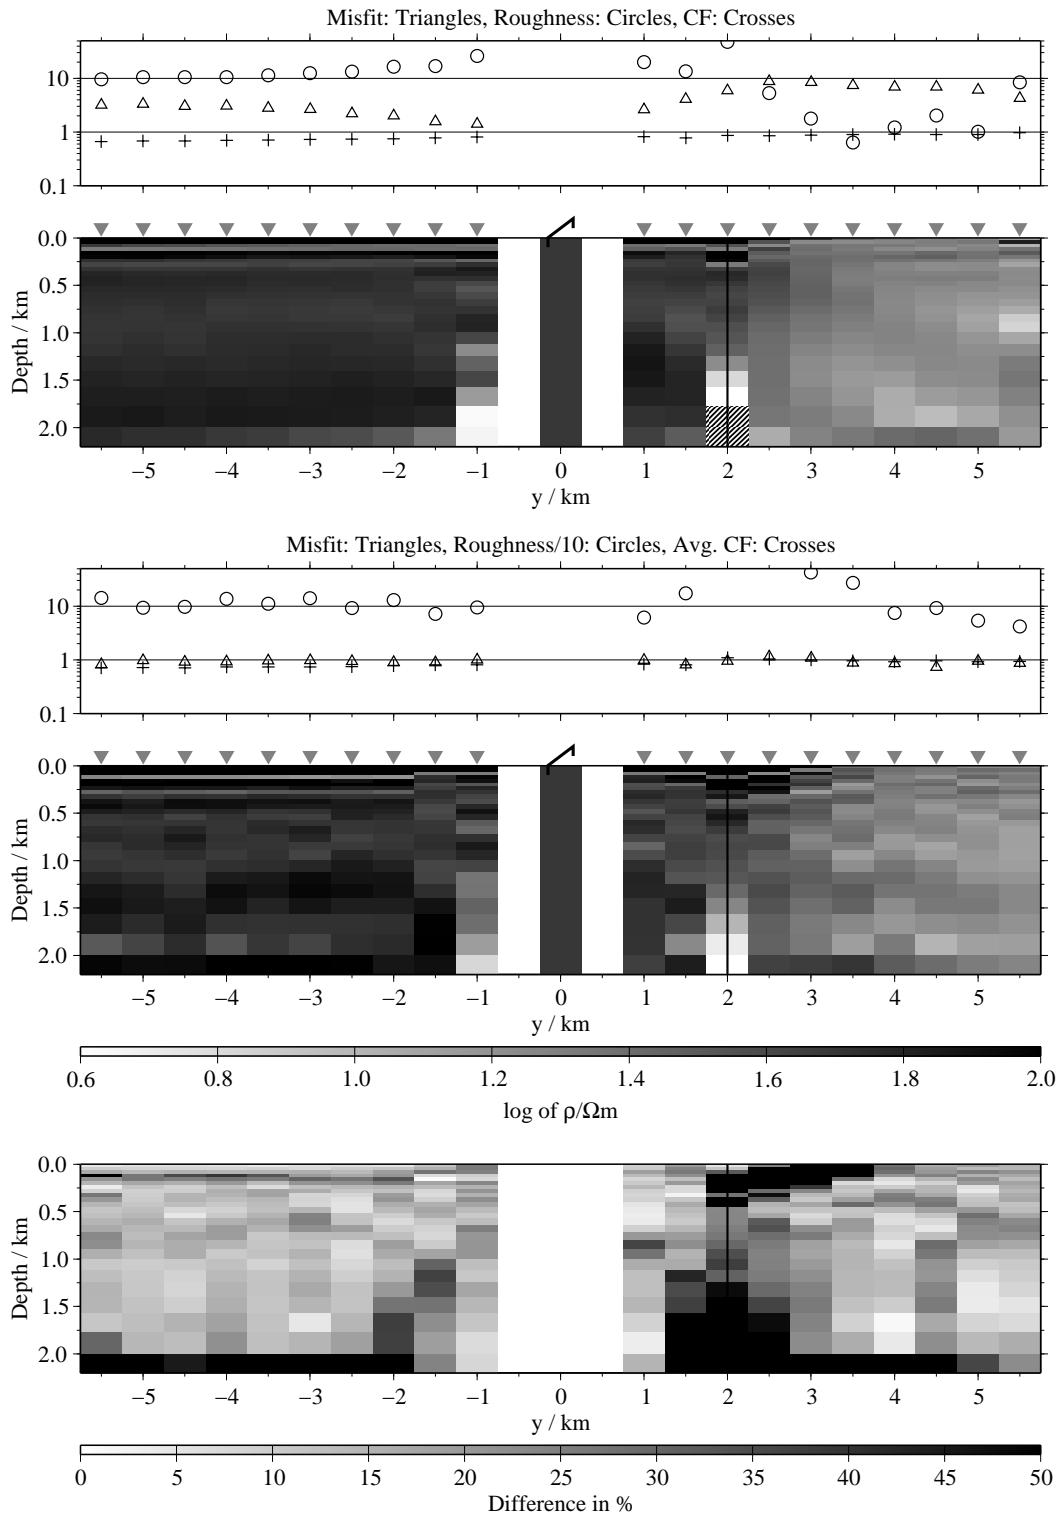 Misfit: Triangles, Roughness: Circles, CF: Crosses
10
1
0.1
0.0
0.5
1.0
1.5
2.0
Depth / km
−5 −4 −3 −2 −1 0 1 2 3 4 5
y / km
Misfit: Triangles, Roughness/10: Circles, Avg. CF: Crosses
10
1
0.1
0.0
0.5
1.0
1.5
2.0
Depth / km
−5 −4 −3 −2 −1 0 1 2 3 4 5
y / km
0.6 0.8 1.0 1.2 1.4 1.6 1.8 2.0
log of ρ/Ωm
0.0
0.5
1.0
1.5
2.0
Depth / km
−5 −4 −3 −2 −1 0 1 2 3 4 5
y / km
0 5 10 15 20 25 30 35 40 45 50
Difference in %